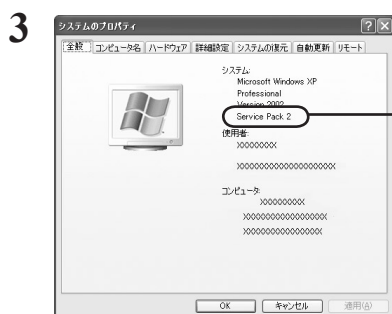 3
システムのプロパティ
全般 コンピュータ名 ハードウェア 詳細設定 システムの復元 自動更新 リモート
システム:
Microsoft Windows XP
Professional
Version 2002
Service Pack 2
使用者:
XXXXXXXX
XXXXXXXXXXXXXXXXXXXX
コンピュータ:
XXXXXXXXX
XXXXXXXXXXXXXXXXX
XXXXXXXXXXXXXXXX
OK キャンセル 適用(A)